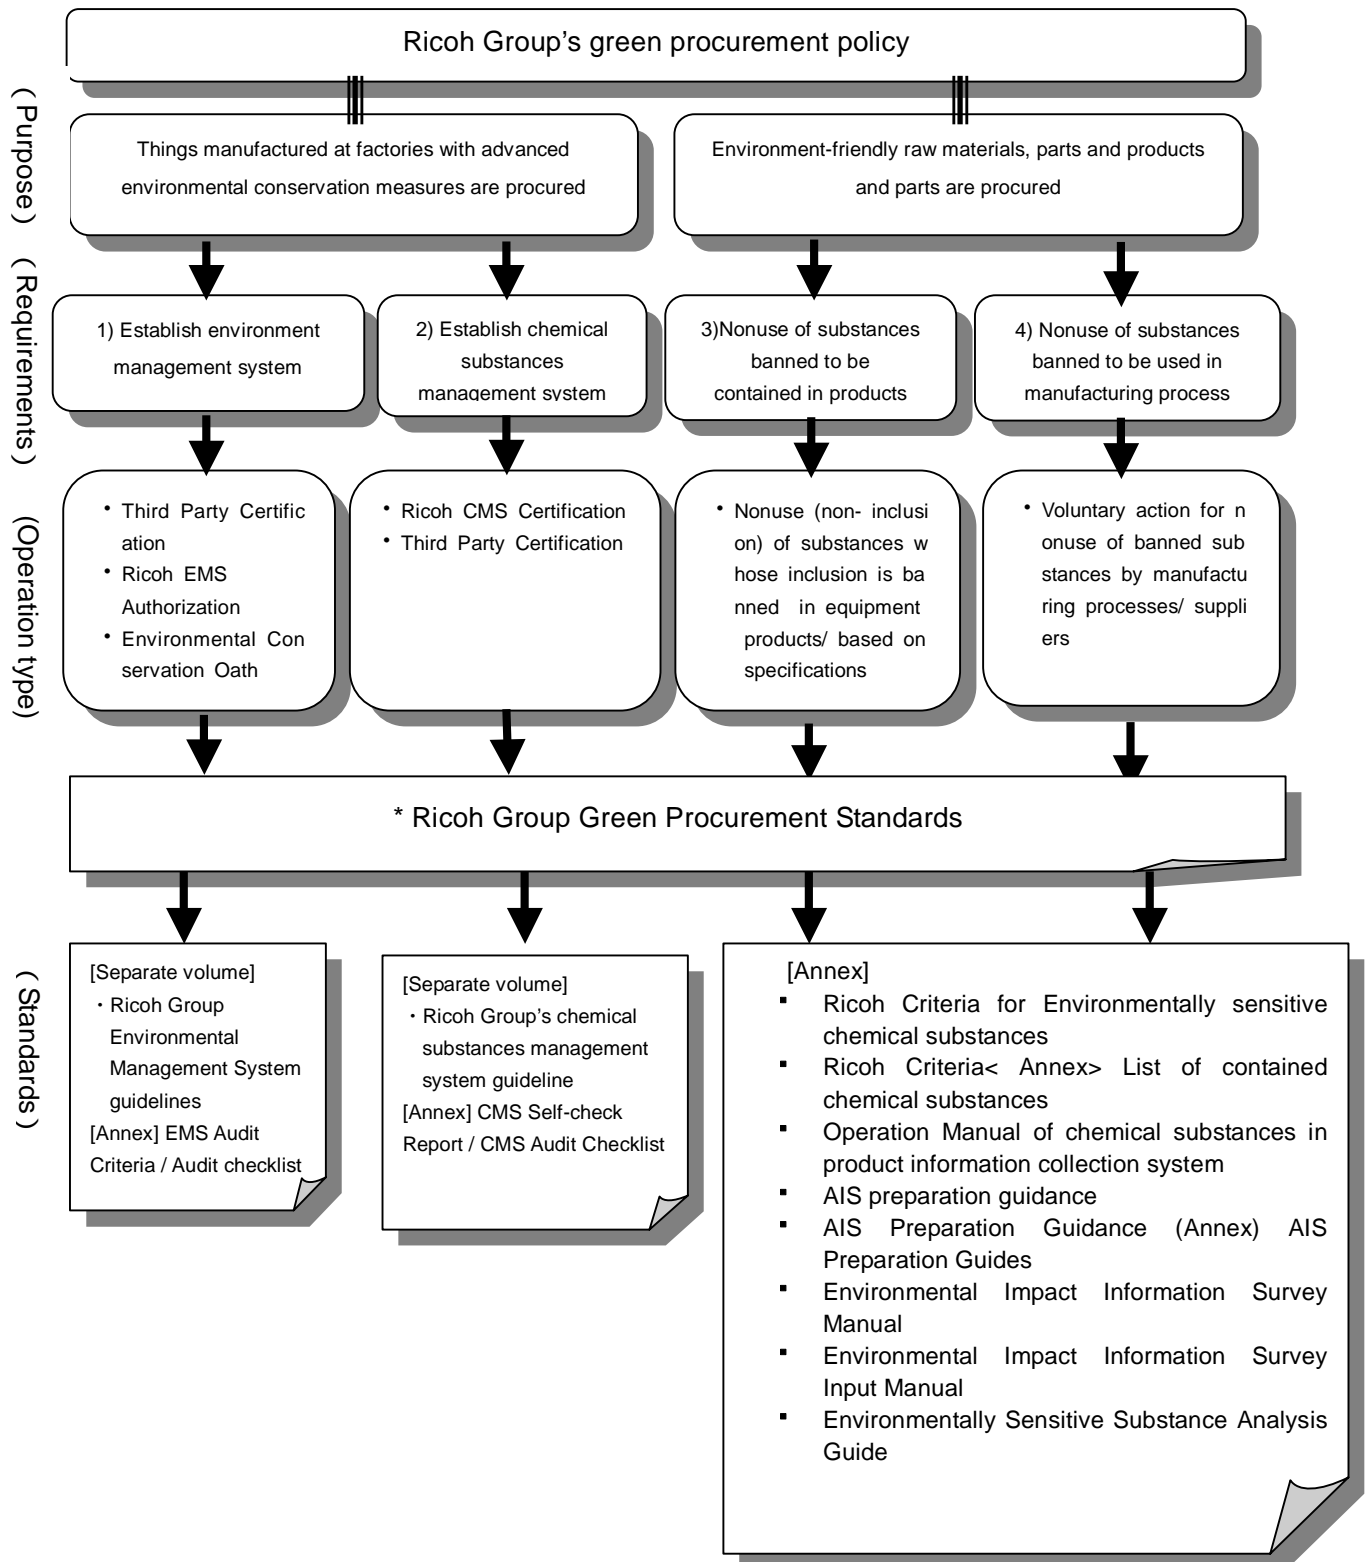 Ricoh Group's green procurement policy
( Purpose )
Things manufactured at factories with advanced
environmental conservation measures are procured
Environment-friendly raw materials, parts and products
and parts are procured
( Requirements )
1) Establish environment
management system
2) Establish chemical
substances
management system
3)Nonuse of substances
banned to be
contained in products
4) Nonuse of substances
banned to be used in
manufacturing process
(Operation type)
・Third Party Certific
ation
・Ricoh EMS
Authorization
・Environmental Con
servation Oath
・Ricoh CMS Certification
・Third Party Certification
・Nonuse (non- inclusi
on) of substances w
hose inclusion is ba
nned in equipment
products/ based on
specifications
・Voluntary action for n
onuse of banned sub
stances by manufactu
ring processes/ suppli
ers
* Ricoh Group Green Procurement Standards
( Standards )
[Separate volume]
・Ricoh Group
Environmental
Management System
guidelines
[Annex] EMS Audit
Criteria / Audit checklist
[Separate volume]
・Ricoh Group's chemical
substances management
system guideline
[Annex] CMS Self-check
Report / CMS Audit Checklist
[Annex]
▪ Ricoh Criteria for Environmentally sensitive
chemical substances
▪ Ricoh Criteria< Annex> List of contained
chemical substances
▪ Operation Manual of chemical substances in
product information collection system
▪ AIS preparation guidance
▪ AIS Preparation Guidance (Annex) AIS
Preparation Guides
▪ Environmental Impact Information Survey
Manual
▪ Environmental Impact Information Survey
Input Manual
▪ Environmentally Sensitive Substance Analysis
Guide